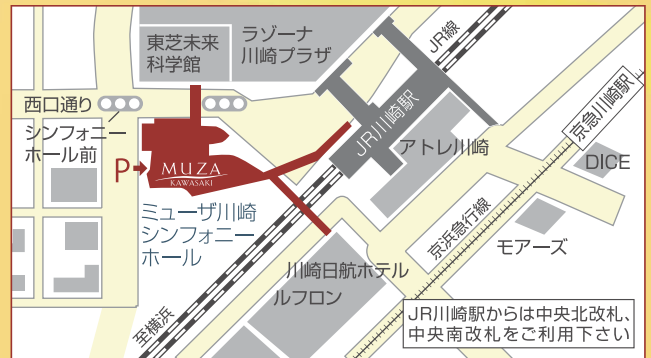 東芝未来
科学館
ラゾーナ
川崎プラザ
JR線
西口通り
シンフォニー
ホール前
P
MUZA
KAWASAKI
ミューザ川崎
シンフォニー
ホール
JR川崎駅
アトレ川崎
京急川崎駅
DICE
京浜急行線
モアーズ
川崎日航ホテル
ルフロン
至横浜
JR川崎駅からは中央北改札、
中央南改札をご利用下さい